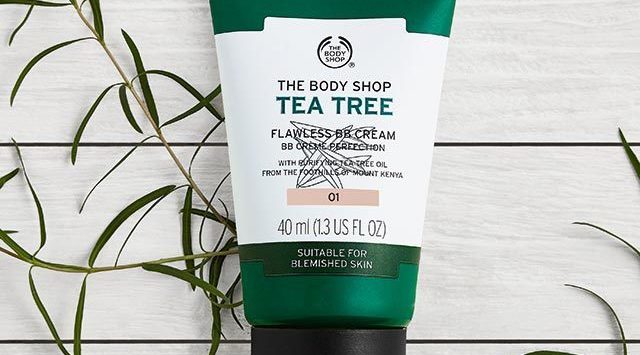 THE
BODY
SHOP
®
THE BODY SHOP
TEA TREE
FLAWLESS BB CREAM
BB CRÈME PERFECTION
WITH PURIFYING TEA TREE OIL
FROM THE FOOTHILLS OF MOUNT KENYA
01
40 ml (1.3 US FL OZ)
SUITABLE FOR
BLEMISHED SKIN